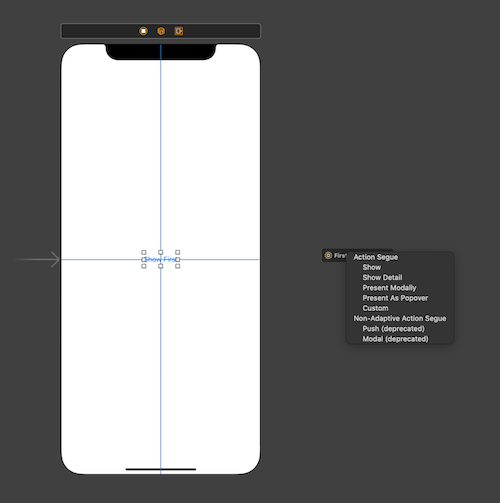 Show First
First
Action Segue
Show
Show Detail
Present Modally
Present As Popover
Custom
Non-Adaptive Action Segue
Push (deprecated)
Modal (deprecated)